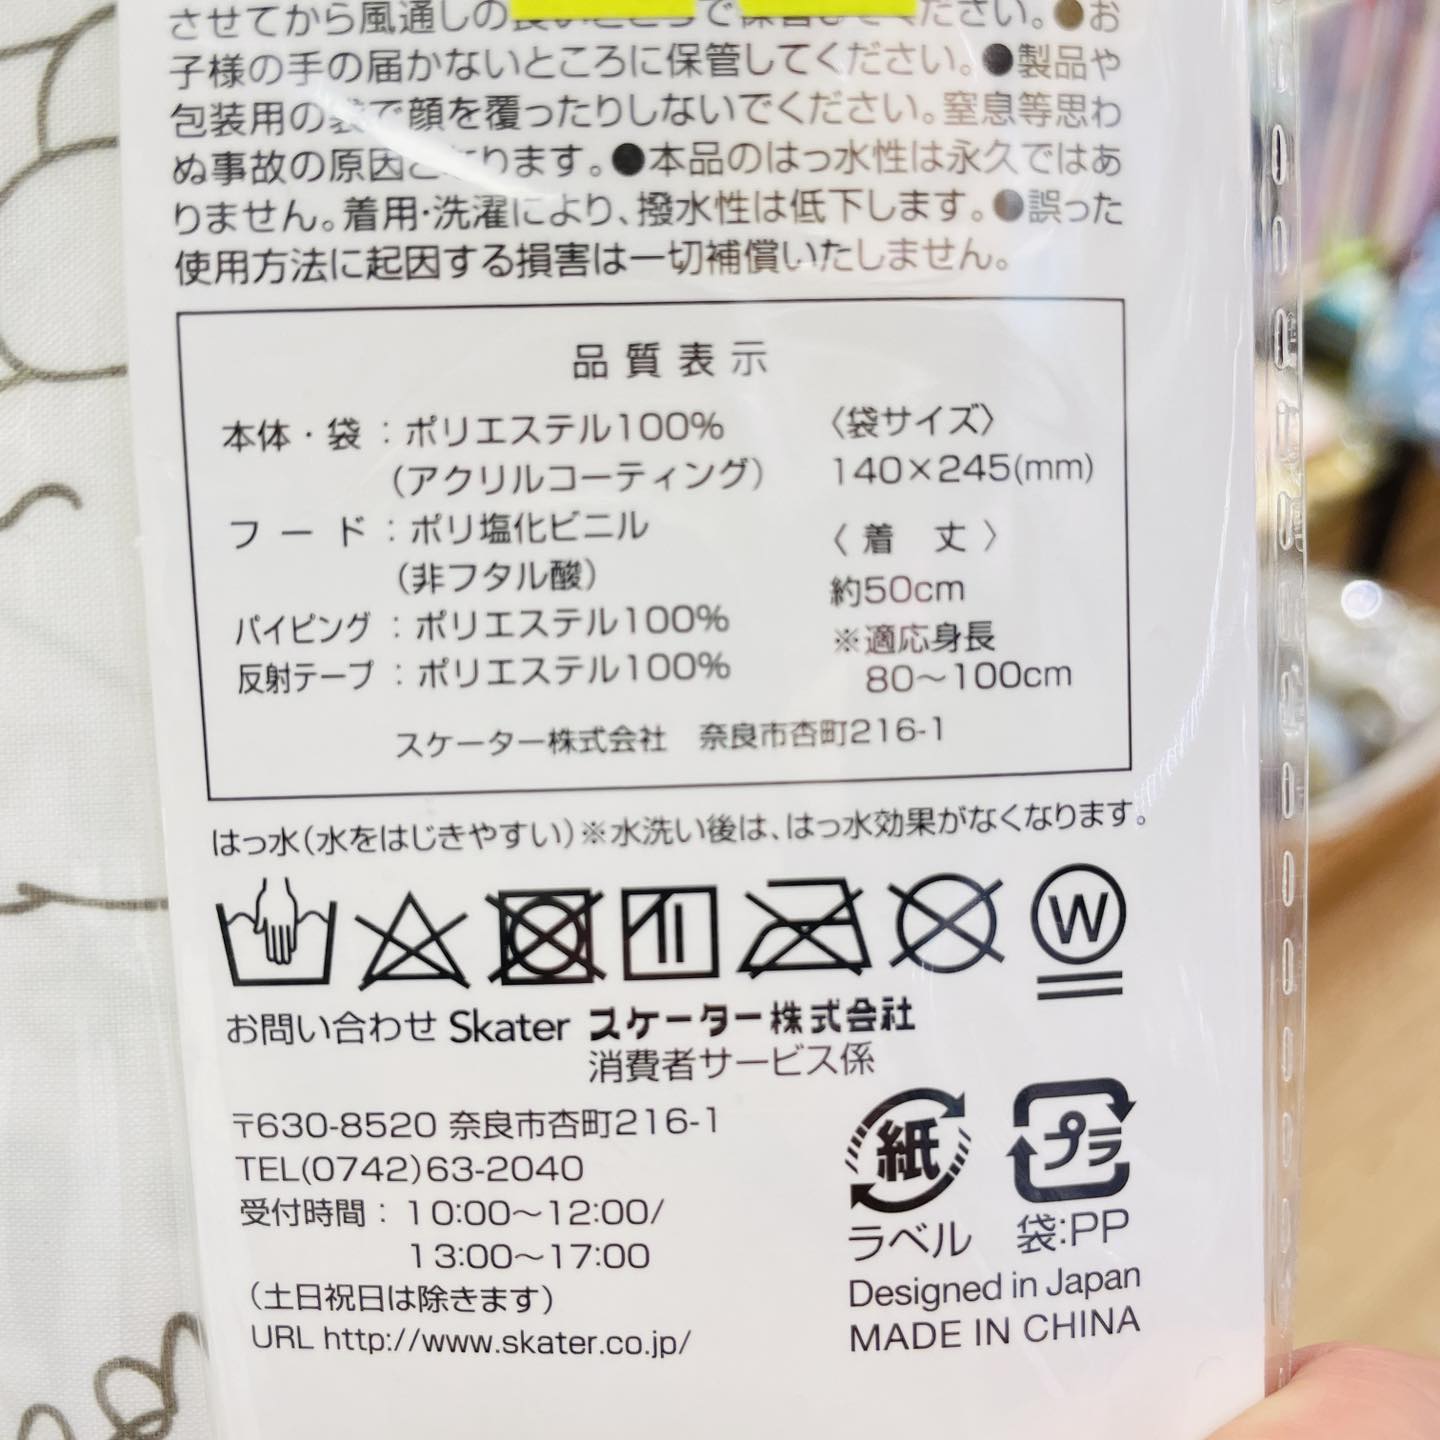 させてから風通しの良いところで保管してください。●お
子様の手の届かないところに保管してください。●製品や
包装用の袋で顔を覆ったりしないでください。窒息等思わ
ぬ事故の原因となります。●本品のはっ水性は永久ではあ
りません。着用・洗濯により、撥水性は低下します。●誤った
使用方法に起因する損害は一切補償いたしません。
品質表示
本体・袋：ポリエステル100%
（アクリルコーティング）
フード：ポリ塩化ビニル
（非フタル酸）
パイピング：ポリエステル100%
反射テープ：ポリエステル100%
〈袋サイズ〉
140×245(mm)
〈着丈〉
約50cm
※適応身長
80～100cm
スケーター株式会社 奈良市杏町216-1
はっ水（水をはじきやすい）※水洗い後は、はっ水効果がなくなります。
W
お問い合わせ Skater スケーター株式会社
消費者サービス係
〒630-8520 奈良市杏町216-1
TEL(0742)63-2040
受付時間：10:00～12:00/
13:00～17:00
（土日祝日は除きます）
URL http://www.skater.co.jp/
紙
ラベル
プラ
袋:PP
Designed in Japan
MADE IN CHINA